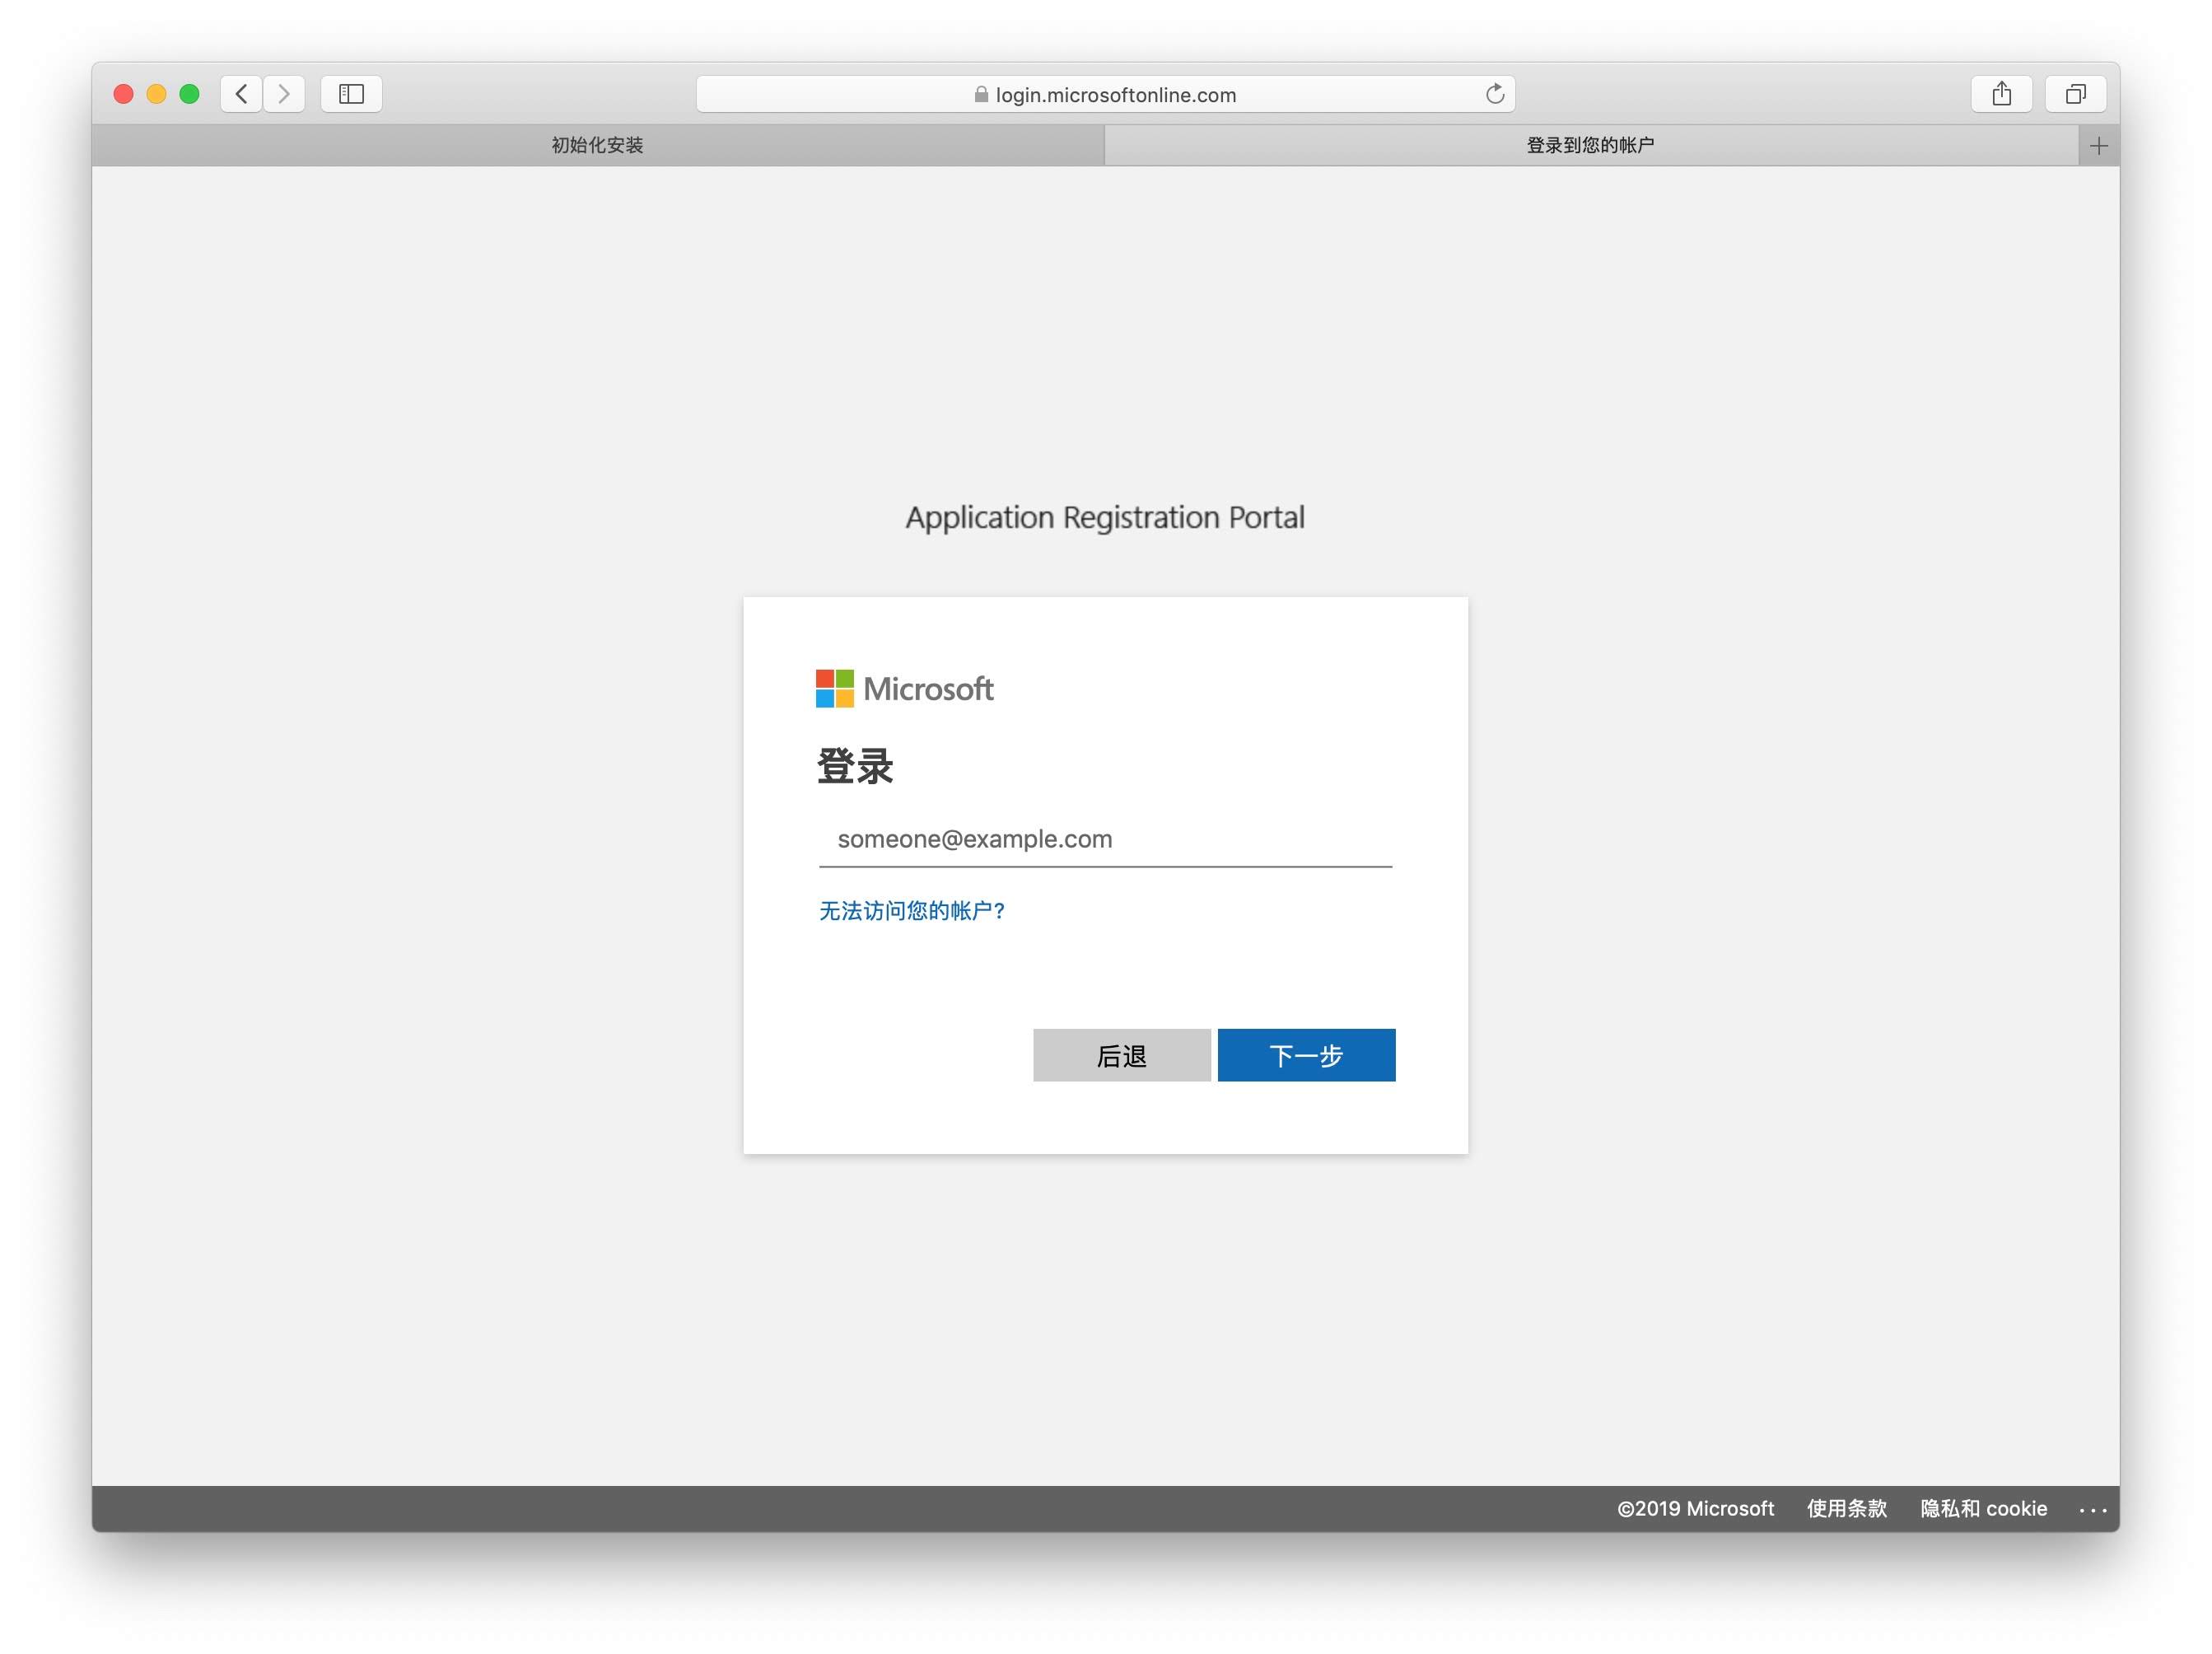 login.microsoftonline.com
初始化安装
登录到您的帐户
Application Registration Portal
Microsoft
登录
someone@example.com
无法访问您的帐户?
后退
下一步
©2019 Microsoft
使用条款
隐私和 cookie
...